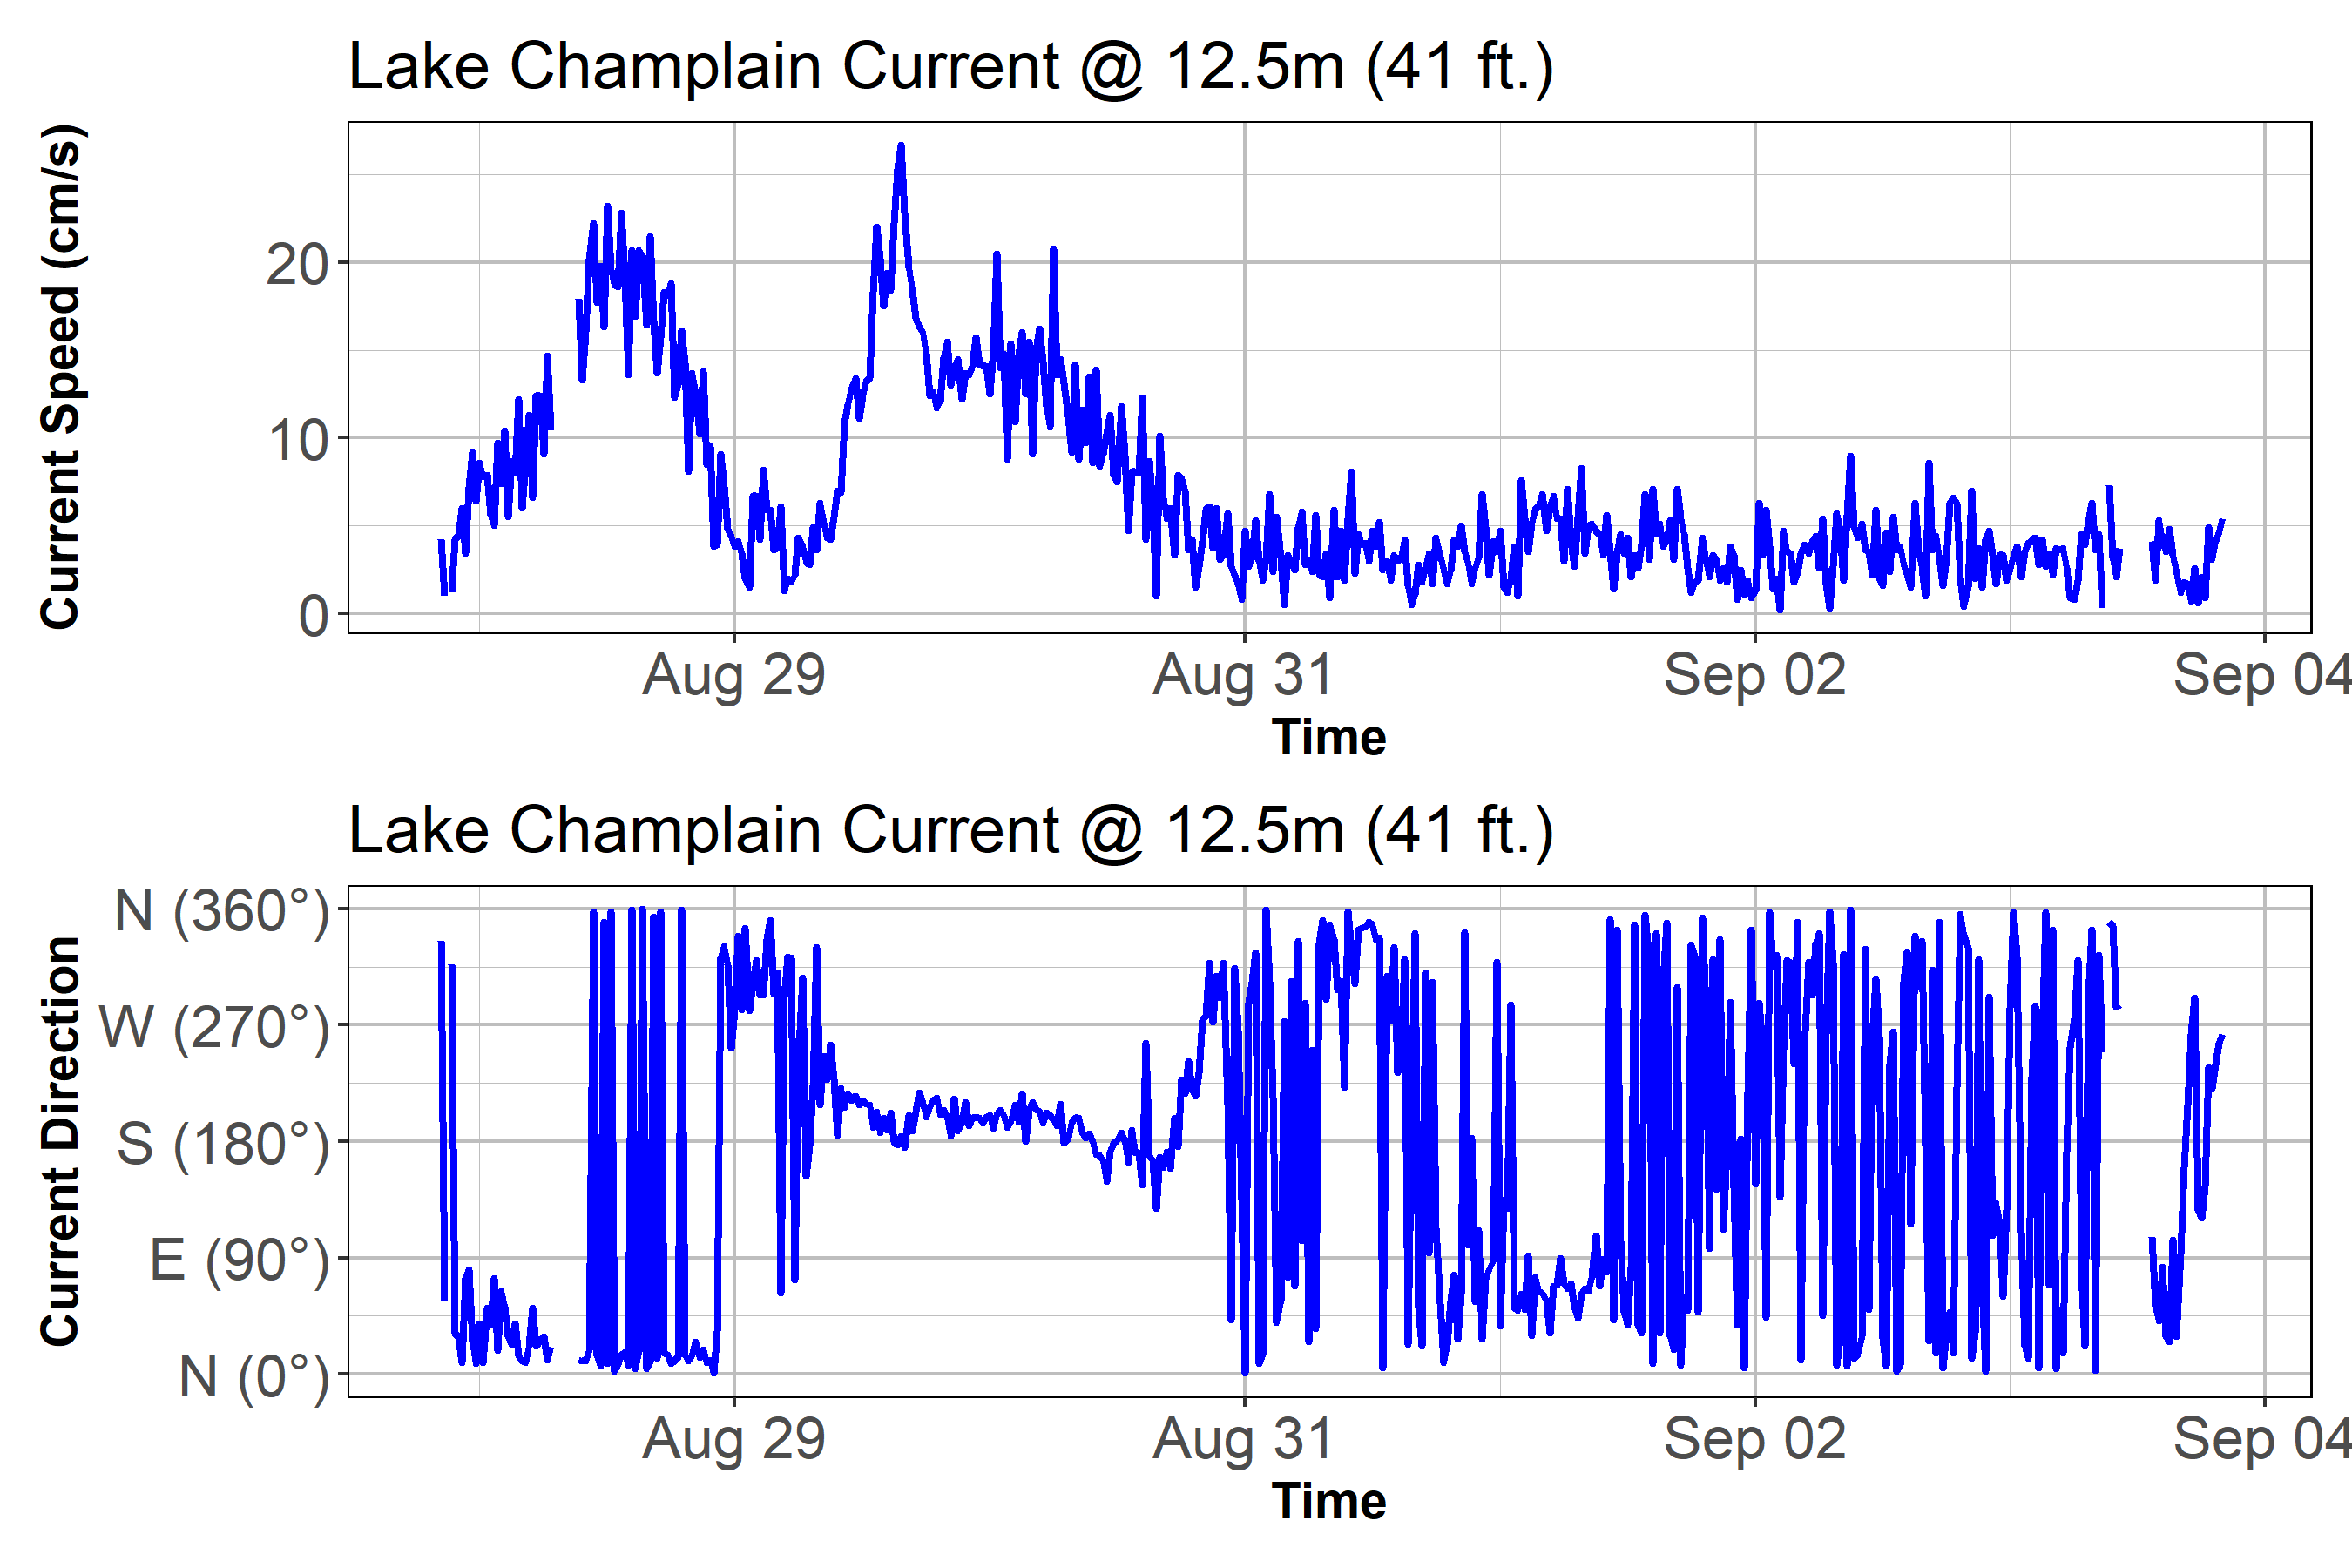 Lake Champlain Current @ 12.5m (41 ft.)
Current Speed (cm/s)
20
10
0
Aug 29 Aug 31 Sep 02 Sep 04
Time
Lake Champlain Current @ 12.5m (41 ft.)
Current Direction
N (360°)
W (270°)
S (180°)
E (90°)
N (0°)
Aug 29 Aug 31 Sep 02 Sep 04
Time